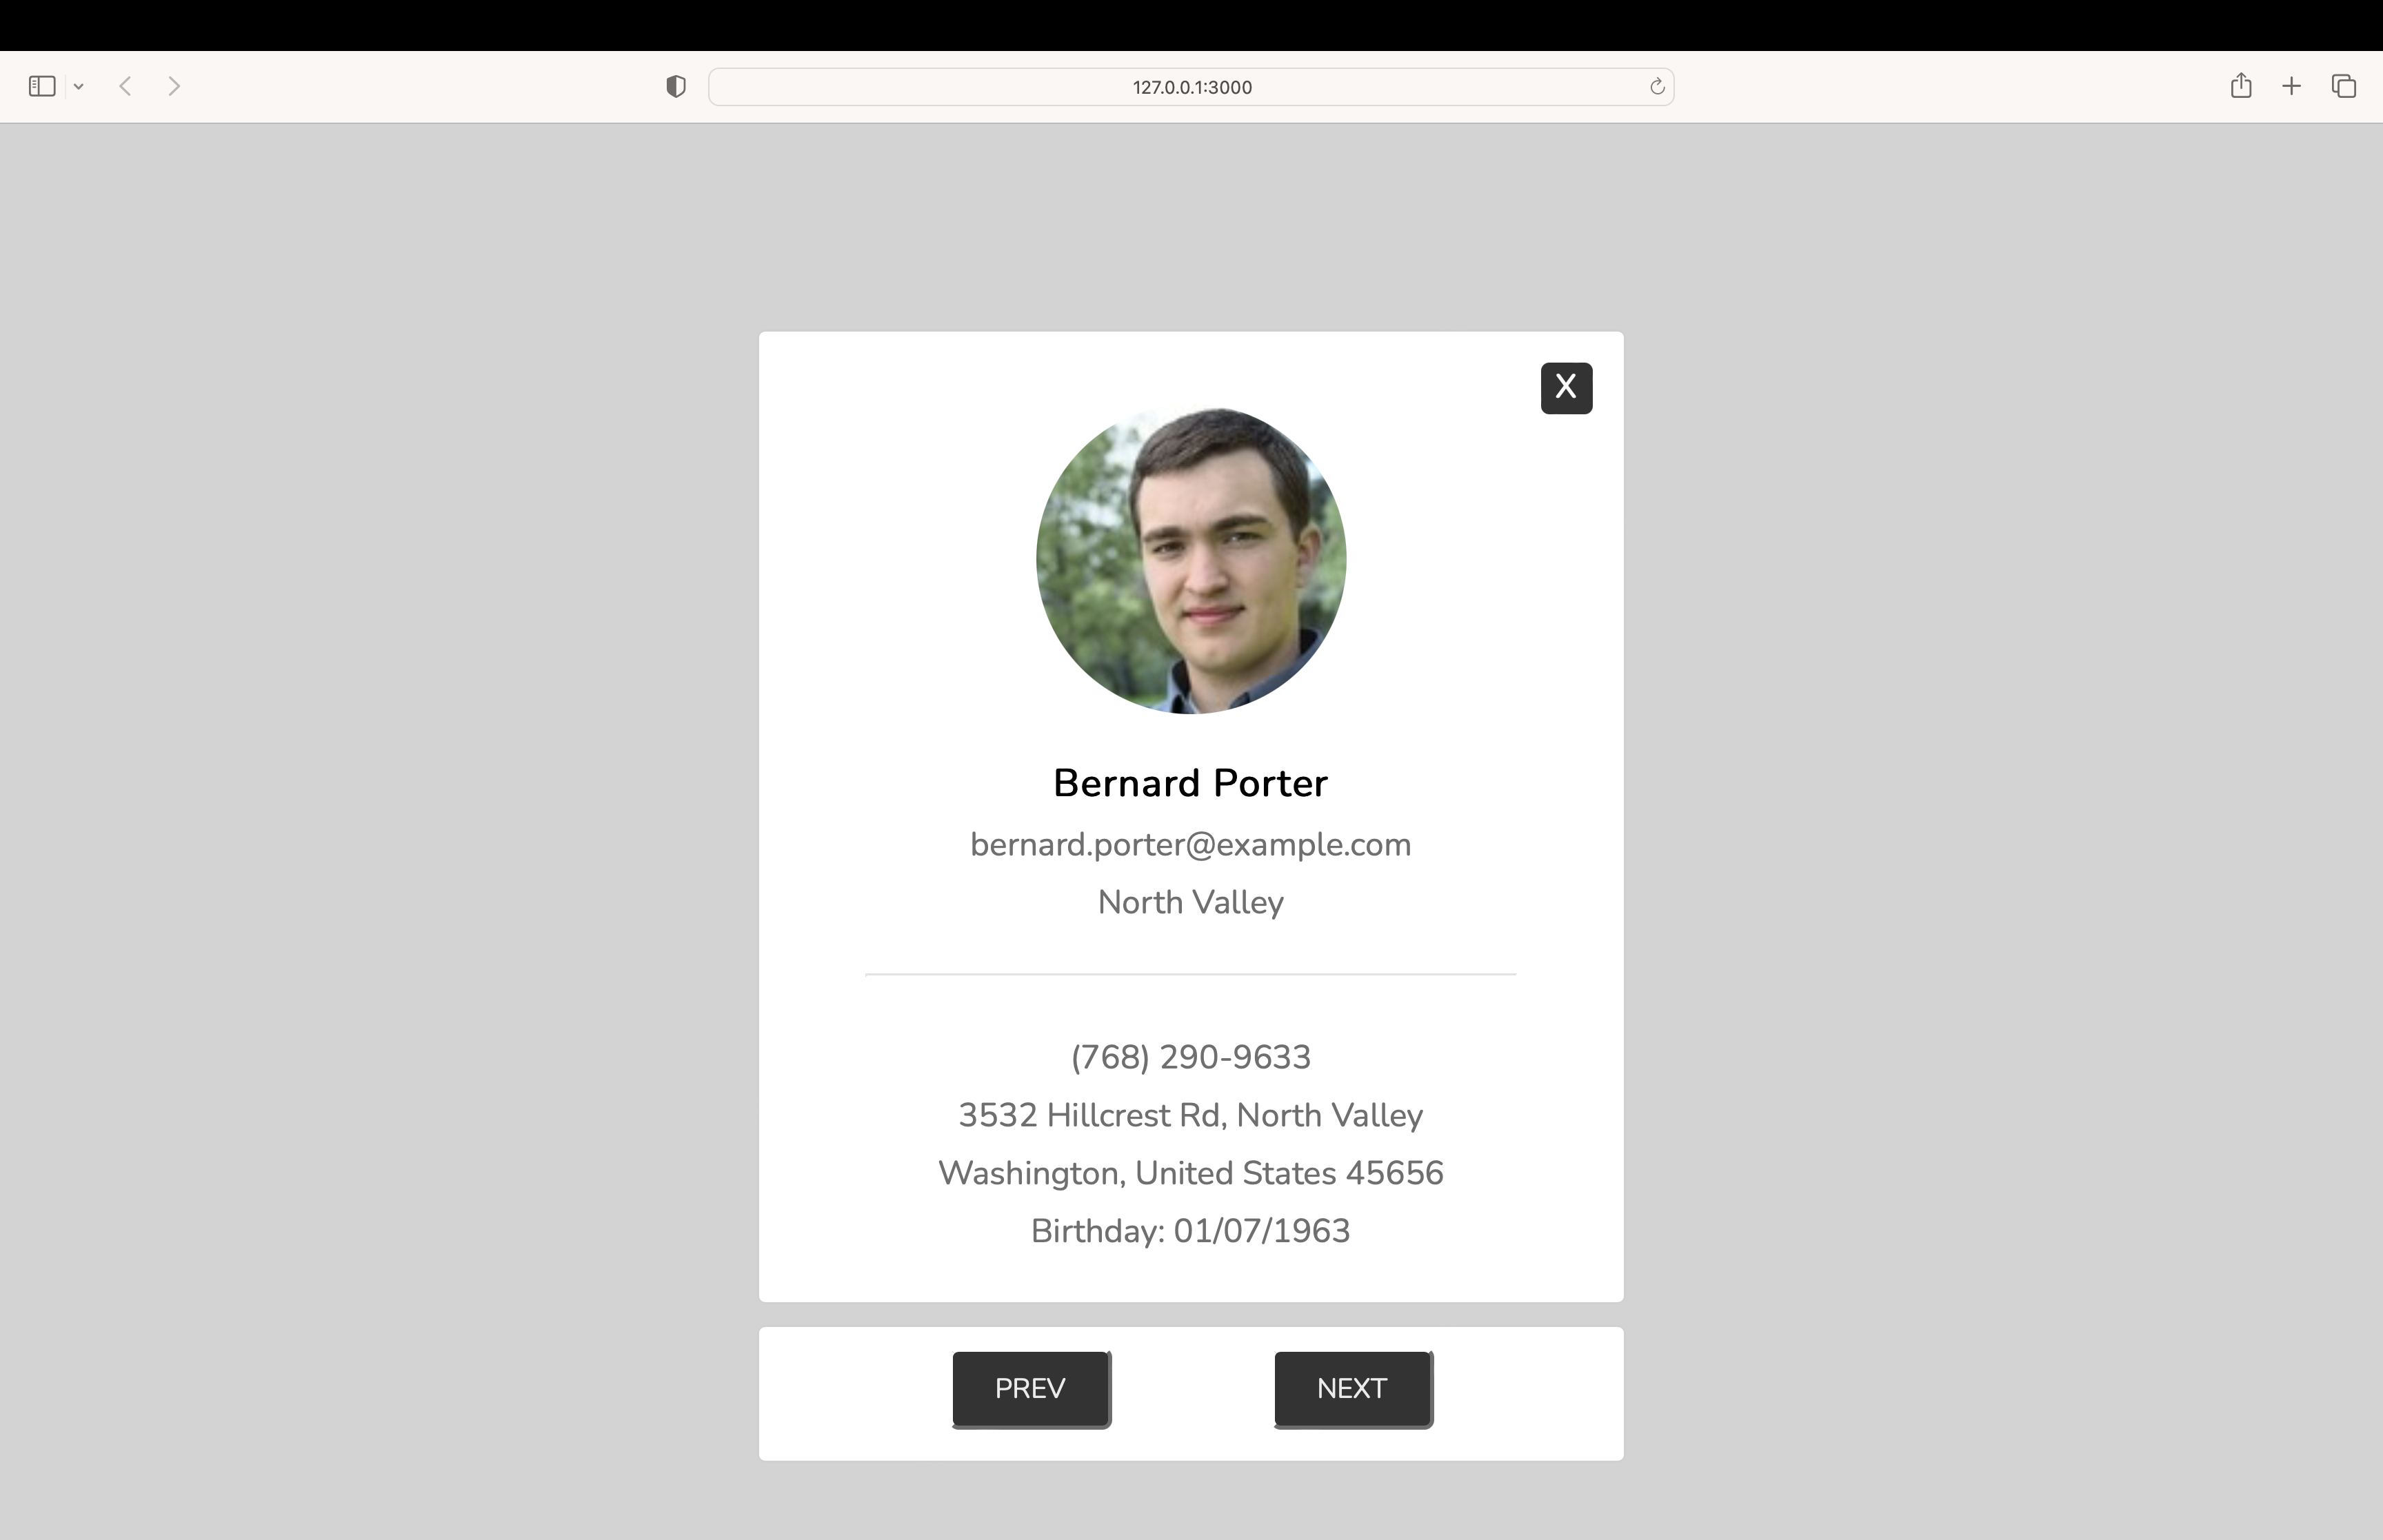 127.0.0.1:3000
X
Bernard Porter
bernard.porter@example.com
North Valley
(768) 290-9633
3532 Hillcrest Rd, North Valley
Washington, United States 45656
Birthday: 01/07/1963
PREV NEXT